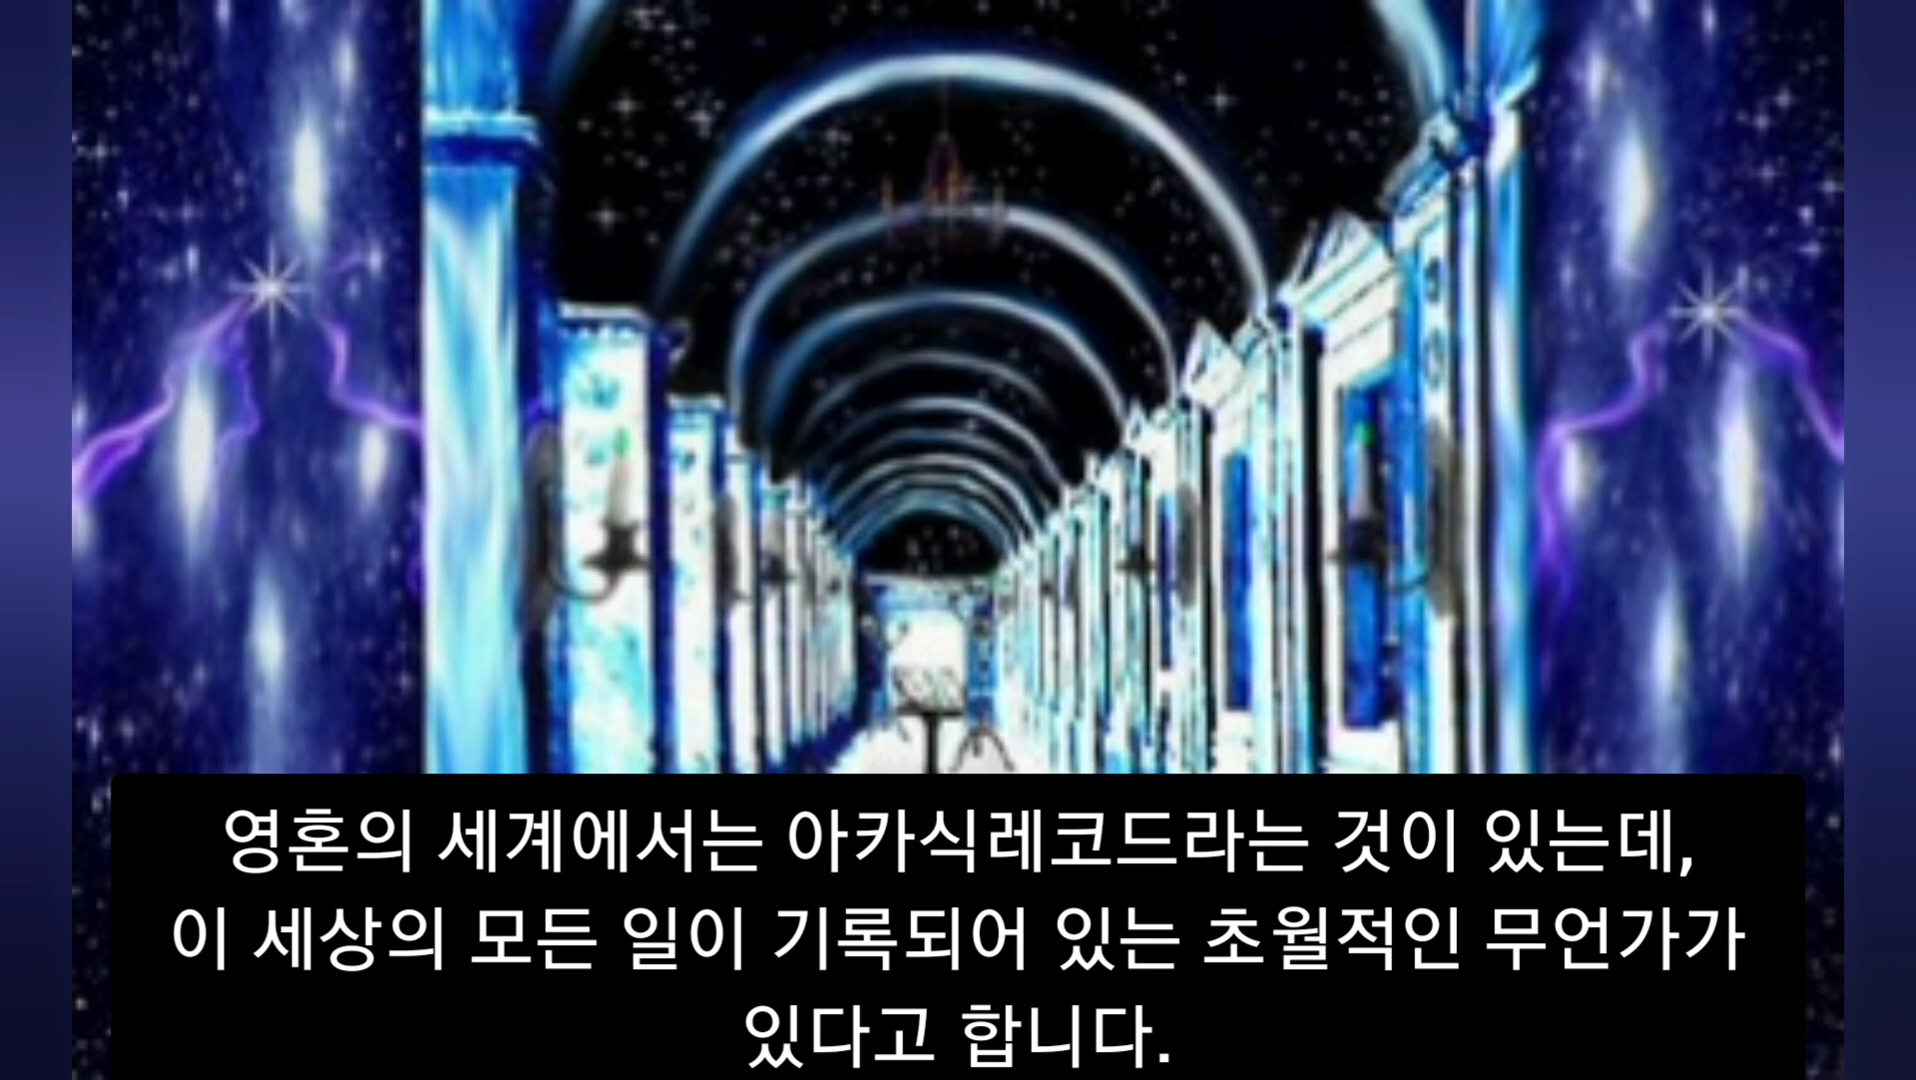 영혼의 세계에서는 아카식레코드라는 것이 있는데,
이 세상의 모든 일이 기록되어 있는 초월적인 무언가가
있다고 합니다.